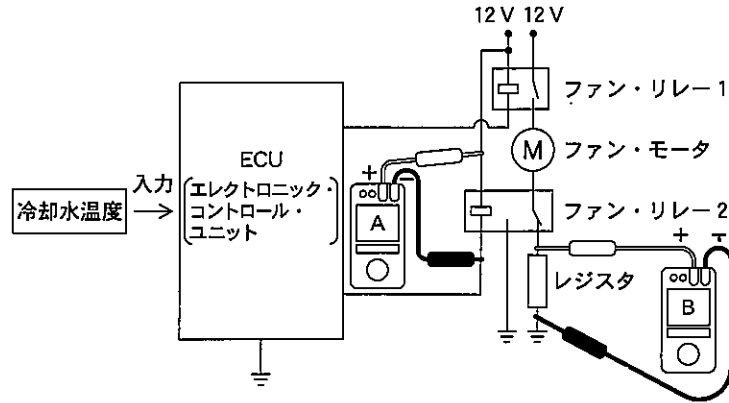 12 V 12 V
ファン・リレー 1
ECU
エレクトロニック・
コントロール・
ユニット
入力
冷却水温度
+
−
A
M
ファン・モータ
ファン・リレー 2
レジスタ
+
−
B